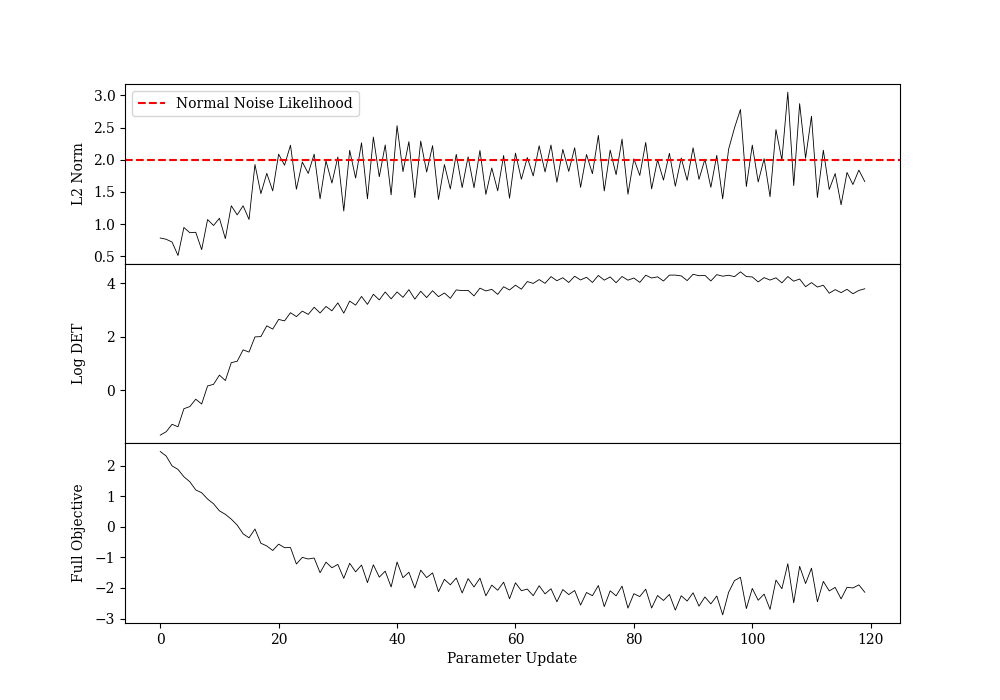 3.0
Normal Noise Likelihood
2.5
2.0
1.5
1.0
0.5
L2 Norm
4
2
0
Log DET
2
1
0
−1
−2
−3
Full Objective
0 20 40 60 80 100 120
Parameter Update